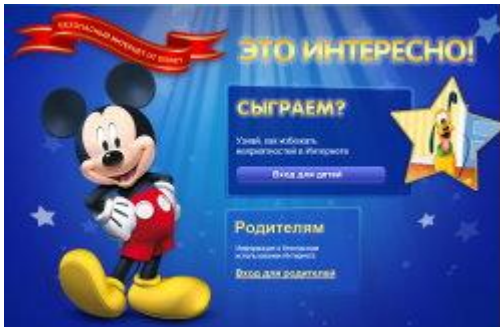 БЕЗОПАСНЫЙ ИНТЕРНЕТ ОТ DISNEY
ЭТО ИНТЕРЕСНО!
СЫГРАЕМ?
Узнай, как избежать
неприятностей в Интернете
Вход для детей
Родителям
Информация о безопасном
использовании Интернета
Вход для родителей